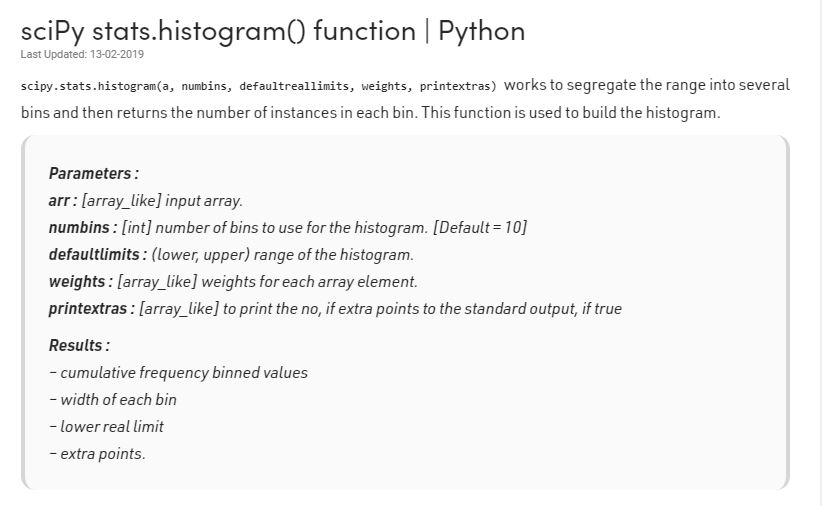 sciPy stats.histogram() function | Python
Last Updated: 13-02-2019
scipy.stats.histogram(a, numbins, defaultreallimits, weights, printextras) works to segregate the range into several
bins and then returns the number of instances in each bin. This function is used to build the histogram.
Parameters :
arr : [array_like] input array.
numbins : [int] number of bins to use for the histogram. [Default = 10]
defaultlimits : (lower, upper) range of the histogram.
weights : [array_like] weights for each array element.
printextras : [array_like] to print the no, if extra points to the standard output, if true
Results :
– cumulative frequency binned values
– width of each bin
– lower real limit
– extra points.